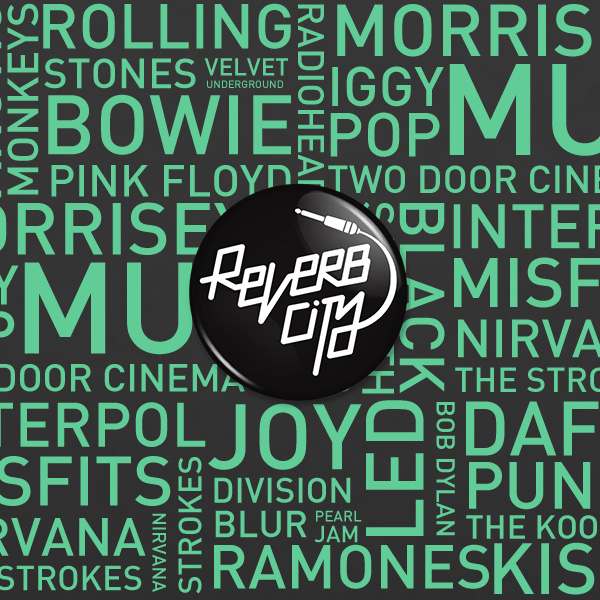 MONKEYS
ROLLING
STONES
VELVET
UNDERGROUND
BOWIE
PINK FLOYD
RADIOHEA
MORRIS
IGGY
POP
MU
TWO DOOR CINE
ORRISEY
MU
DOOR CINEMA
Reverb
City
BLACK
INTER
MISF
NIRVA
THE STRO
TERPOL
SFITS
RVANA
STROKES
NIRVANA
STROKES
JOY
DIVISION
BLUR
PEARL
JAM
RAMONES
LED
BOB DYLAN
DAF
PUN
THE KOO
KIS